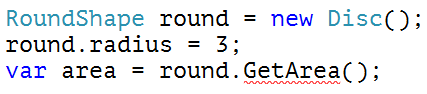 RoundShape round = new Disc();
round.radius = 3;
var area = round.GetArea();